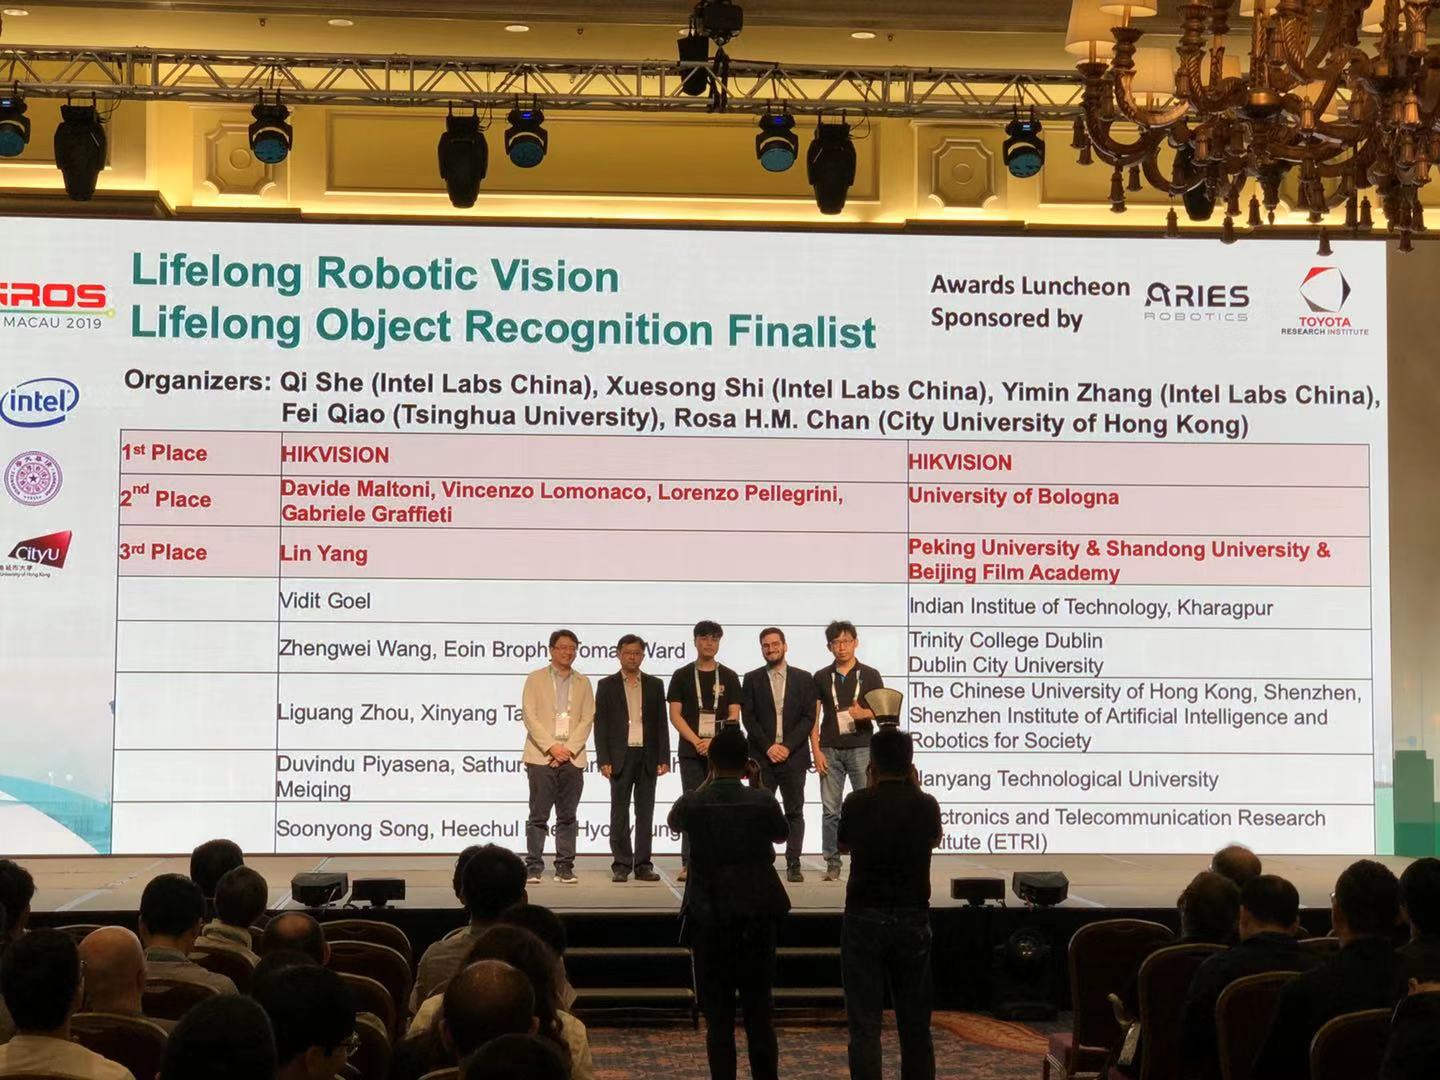 Lifelong Robotic Vision
Lifelong Object Recognition Finalist
IROS
MACAU 2019
Awards Luncheon
Sponsored by
ARIES
ROBOTICS
TOYOTA
RESEARCH INSTITUTE
intel
CityU
Organizers: Qi She (Intel Labs China), Xuesong Shi (Intel Labs China), Yimin Zhang (Intel Labs China),
Fei Qiao (Tsinghua University), Rosa H.M. Chan (City University of Hong Kong)
1st Place HIKVISION HIKVISION
2nd Place Davide Maltoni, Vincenzo Lomonaco, Lorenzo Pellegrini, University of Bologna
Gabriele Graffieti
3rd Place Lin Yang Peking University & Shandong University &
Beijing Film Academy
Vidit Goel Indian Institue of Technology, Kharagpur
Zhengwei Wang, Eoin Ward Trinity College Dublin
Dublin City University
Liguang Zhou, Xinyang The Chinese University of Hong Kong, Shenzhen,
Shenzhen Institute of Artificial Intelligence and
Robotics for Society
Duvindu Piyasena, Nanyang Technological University
Meiqing
Soonyong Song, Heechul Electronics and Telecommunication Research
Institute (ETRI)